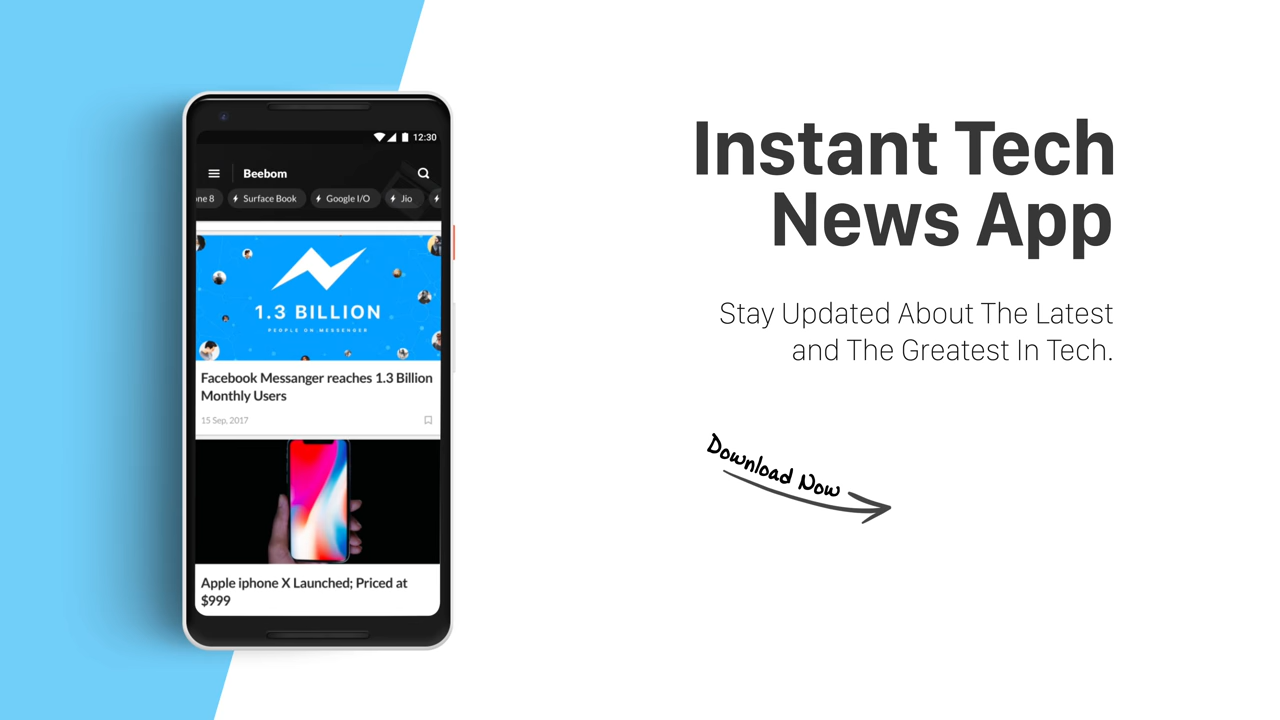 12:30
Beebom
ne 8
Surface Book
Google I/O
Jio
1.3 BILLION
PEOPLE ON MESSENGER
Facebook Messanger reaches 1.3 Billion
Monthly Users
15 Sep. 2017
Apple iphone X Launched; Priced at
$999
Instant Tech
News App
Stay Updated About The Latest
and The Greatest In Tech.
Download Now